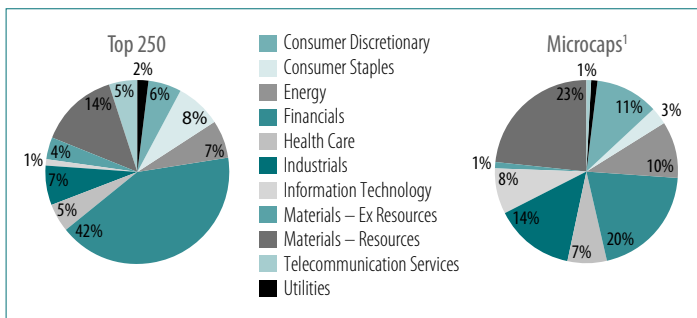 Top 250
2%
6%
8%
7%
42%
5%
7%
1%
4%
14%
5%
Consumer Discretionary
Consumer Staples
Energy
Financials
Health Care
Industrials
Information Technology
Materials – Ex Resources
Materials – Resources
Telecommunication Services
Utilities
Microcaps¹
1%
11%
3%
10%
20%
7%
14%
8%
1%
23%